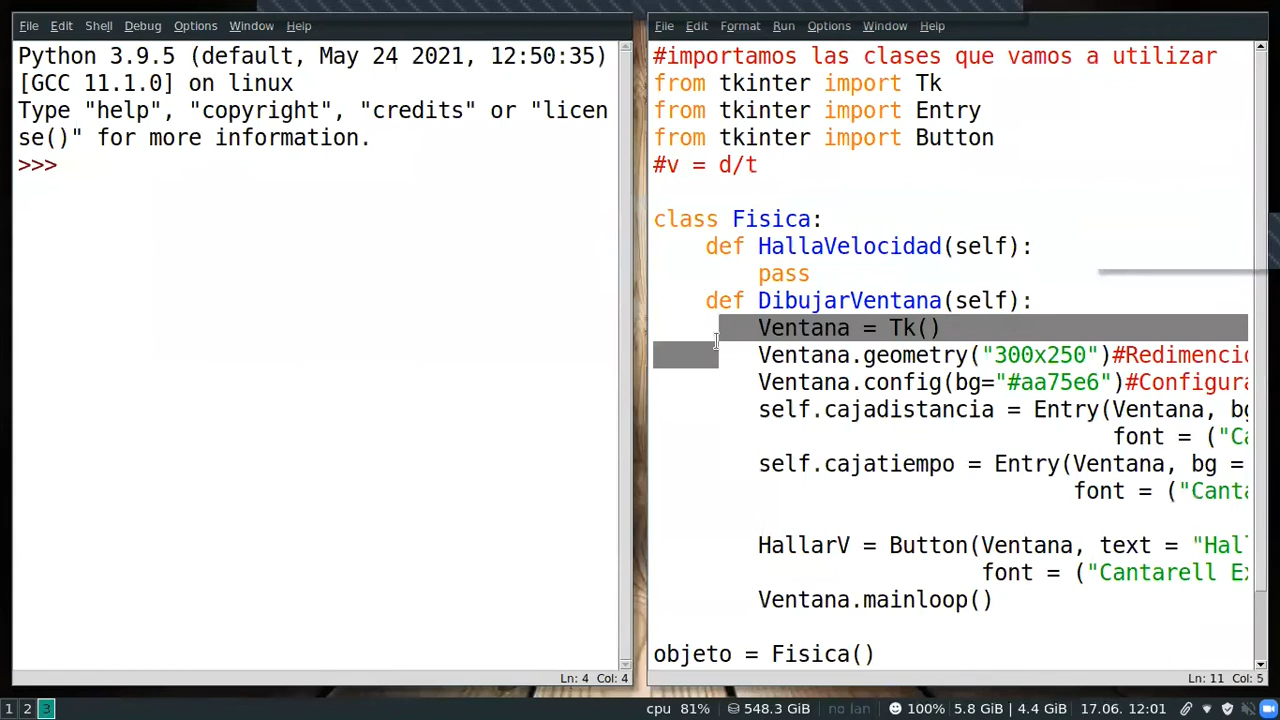 File Edit Shell Debug Options Window Help
Python 3.9.5 (default, May 24 2021, 12:50:35)
[GCC 11.1.0] on linux
Type "help", "copyright", "credits" or "licen
se()" for more information.
>>>
Ln: 4 Col: 4
File Edit Format Run Options Window Help
#importamos las clases que vamos a utilizar
from tkinter import Tk
from tkinter import Entry
from tkinter import Button
#v = d/t
class Fisica:
def HallaVelocidad(self):
pass
def DibujarVentana(self):
Ventana = Tk()
Ventana.geometry("300x250")#Redimencio
Ventana.config(bg="#aa75e6")#Configura
self.cajadistancia = Entry(Ventana, bg
font = ("Ca
self.cajatiempo = Entry(Ventana, bg =
font = ("Canta
HallarV = Button(Ventana, text = "Hal
font = ("Cantarell Ex
Ventana.mainloop()
objeto = Fisica()
Ln: 11 Col: 5
1 2 3 cpu 81% 548.3 GiB no lan 100% 5.8 GiB | 4.4 GiB 17.06. 12:01